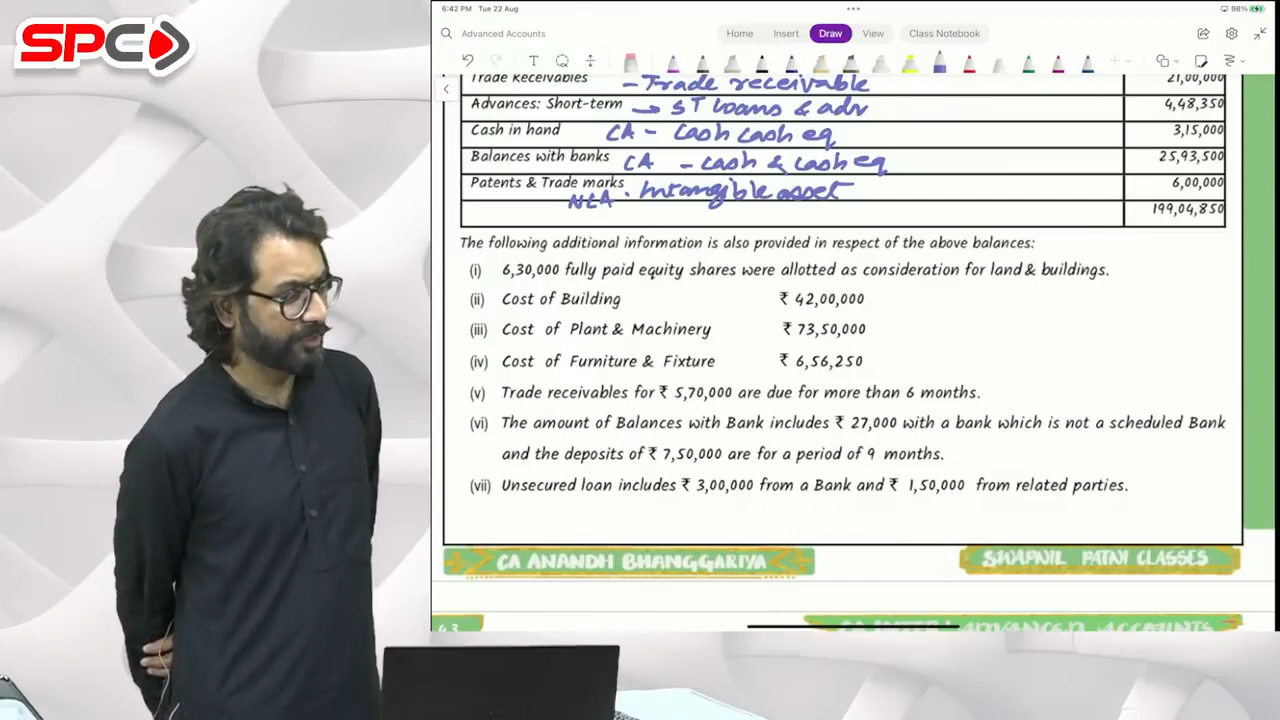 SPC
6:42 PM Tue 22 Aug
98%
Advanced Accounts
Home Insert Draw View Class Notebook
Trade Receivables - Trade receivable 21,00,000
Advances: Short-term → ST loans & adv 4,48,350
Cash in hand CA - Cash cash eq 3,15,000
Balances with banks CA - cash & cash eq 25,93,500
Patents & Trade marks NCA . Intangible asset 6,00,000
199,04,850
The following additional information is also provided in respect of the above balances:
(i) 6,30,000 fully paid equity shares were allotted as consideration for land & buildings.
(ii) Cost of Building ₹ 42,00,000
(iii) Cost of Plant & Machinery ₹ 73,50,000
(iv) Cost of Furniture & Fixture ₹ 6,56,250
(v) Trade receivables for ₹ 5,70,000 are due for more than 6 months.
(vi) The amount of Balances with Bank includes ₹ 27,000 with a bank which is not a scheduled Bank
and the deposits of ₹ 7,50,000 are for a period of 9 months.
(vii) Unsecured loan includes ₹ 3,00,000 from a Bank and ₹ 1,50,000 from related parties.
CA ANANDH BHANGGARIYA SWAPNIL PATNI CLASSES
4.3 CA INTER ADVANCED ACCOUNTS